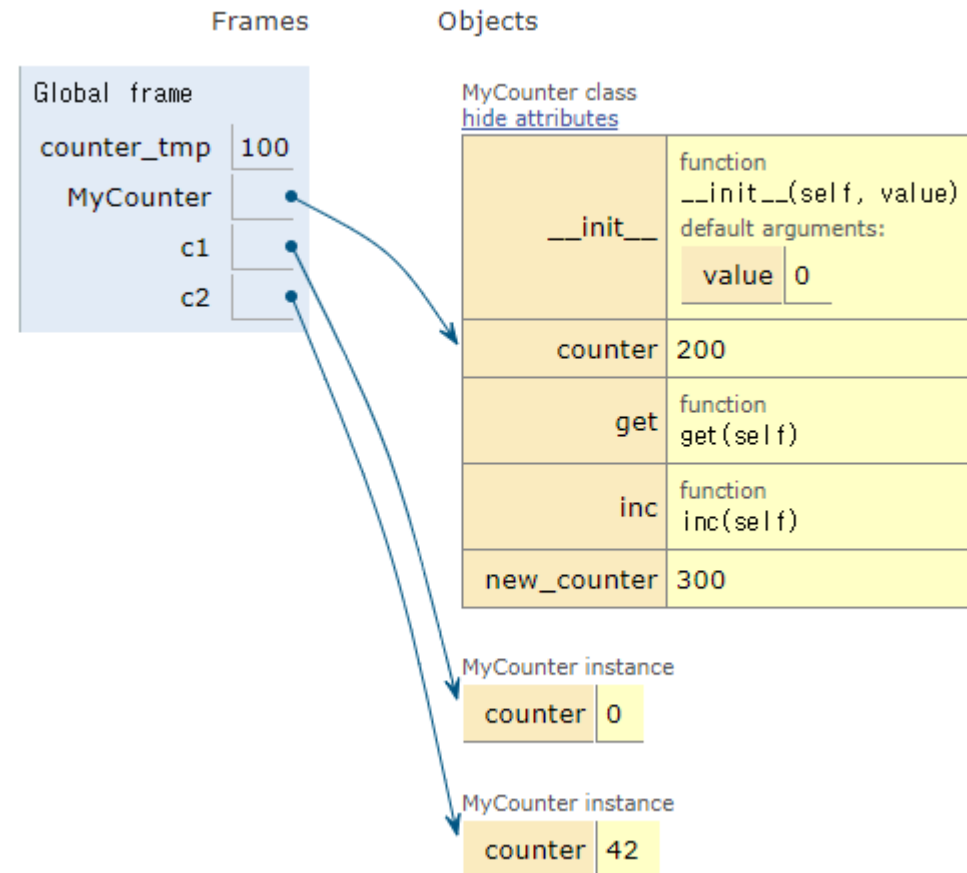 Frames Objects
Global frame
counter_tmp 100
MyCounter
c1
c2
MyCounter class
hide attributes
__init__
function
__init__(self, value)
default arguments:
value 0
counter 200
get
function
get(self)
inc
function
inc(self)
new_counter 300
MyCounter instance
counter 0
MyCounter instance
counter 42